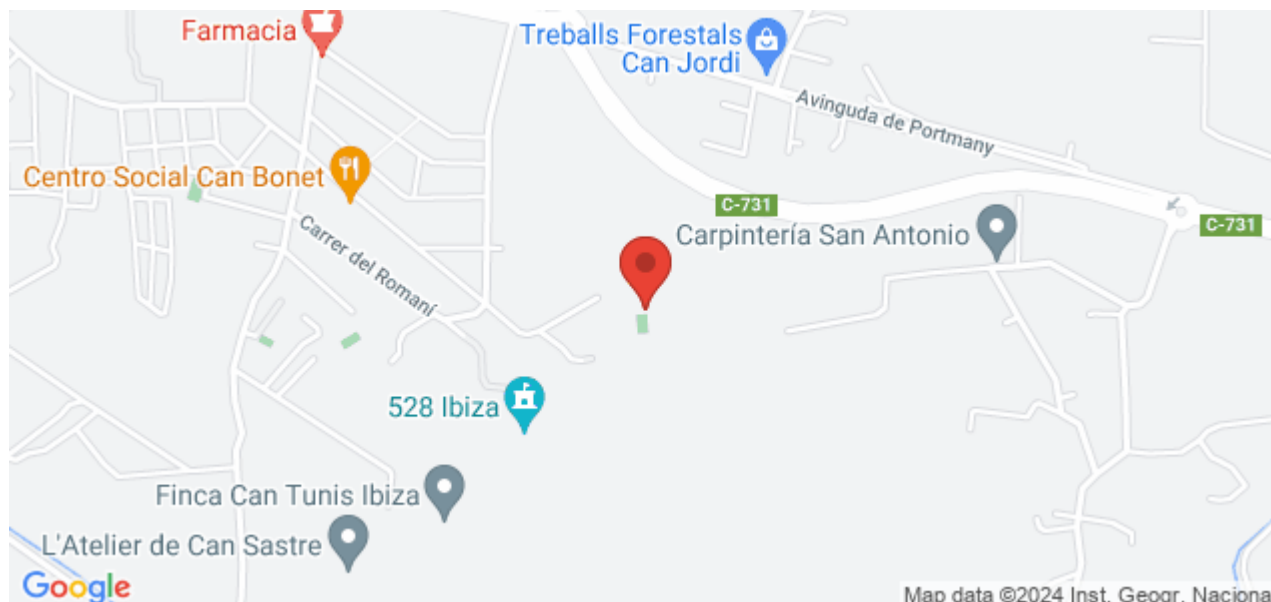 Farmacia
Treballs Forestals
Can Jordi
Avinguda de Portmany
Centro Social Can Bonet
C-731
Carrer del Romaní
Carpintería San Antonio
C-731
528 Ibiza
Finca Can Tunis Ibiza
L'Atelier de Can Sastre
Google
Map data ©2024 Inst. Geogr. Naciona